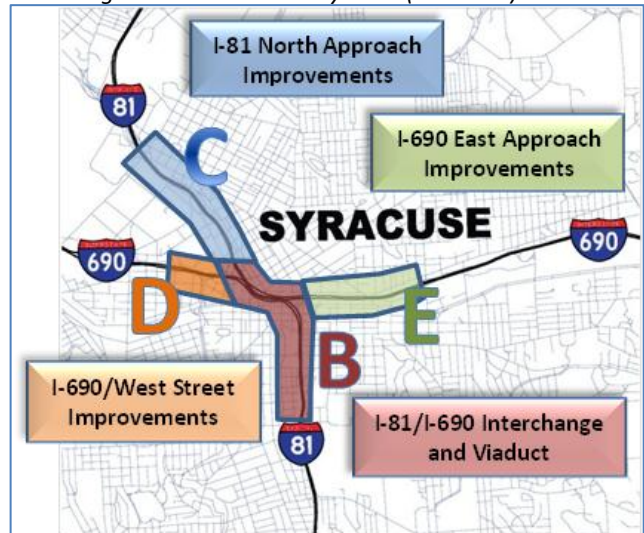 I-81 North Approach
Improvements
81
C
I-690 East Approach
Improvements
SYRACUSE
690
690
D
E
B
I-690/West Street
Improvements
I-81/I-690 Interchange
and Viaduct
81